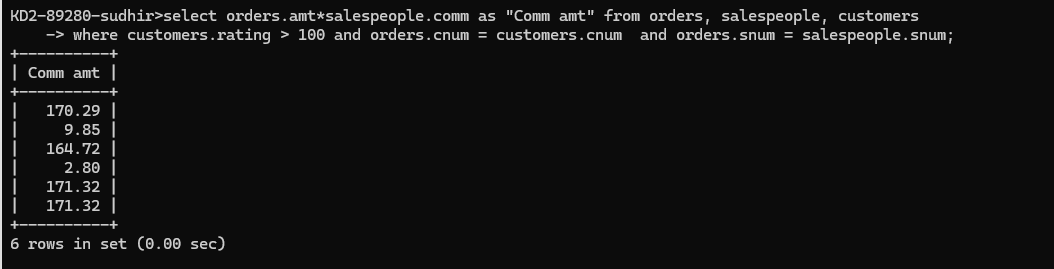 KD2-89280-sudhir>select orders.amt*salespeople.comm as "Comm amt" from orders, salespeople, customers
    -> where customers.rating > 100 and orders.cnum = customers.cnum  and orders.snum = salespeople.snum;
+----------+
| Comm amt |
+----------+
|   170.29 |
|     9.85 |
|   164.72 |
|     2.80 |
|   171.32 |
|   171.32 |
+----------+
6 rows in set (0.00 sec)